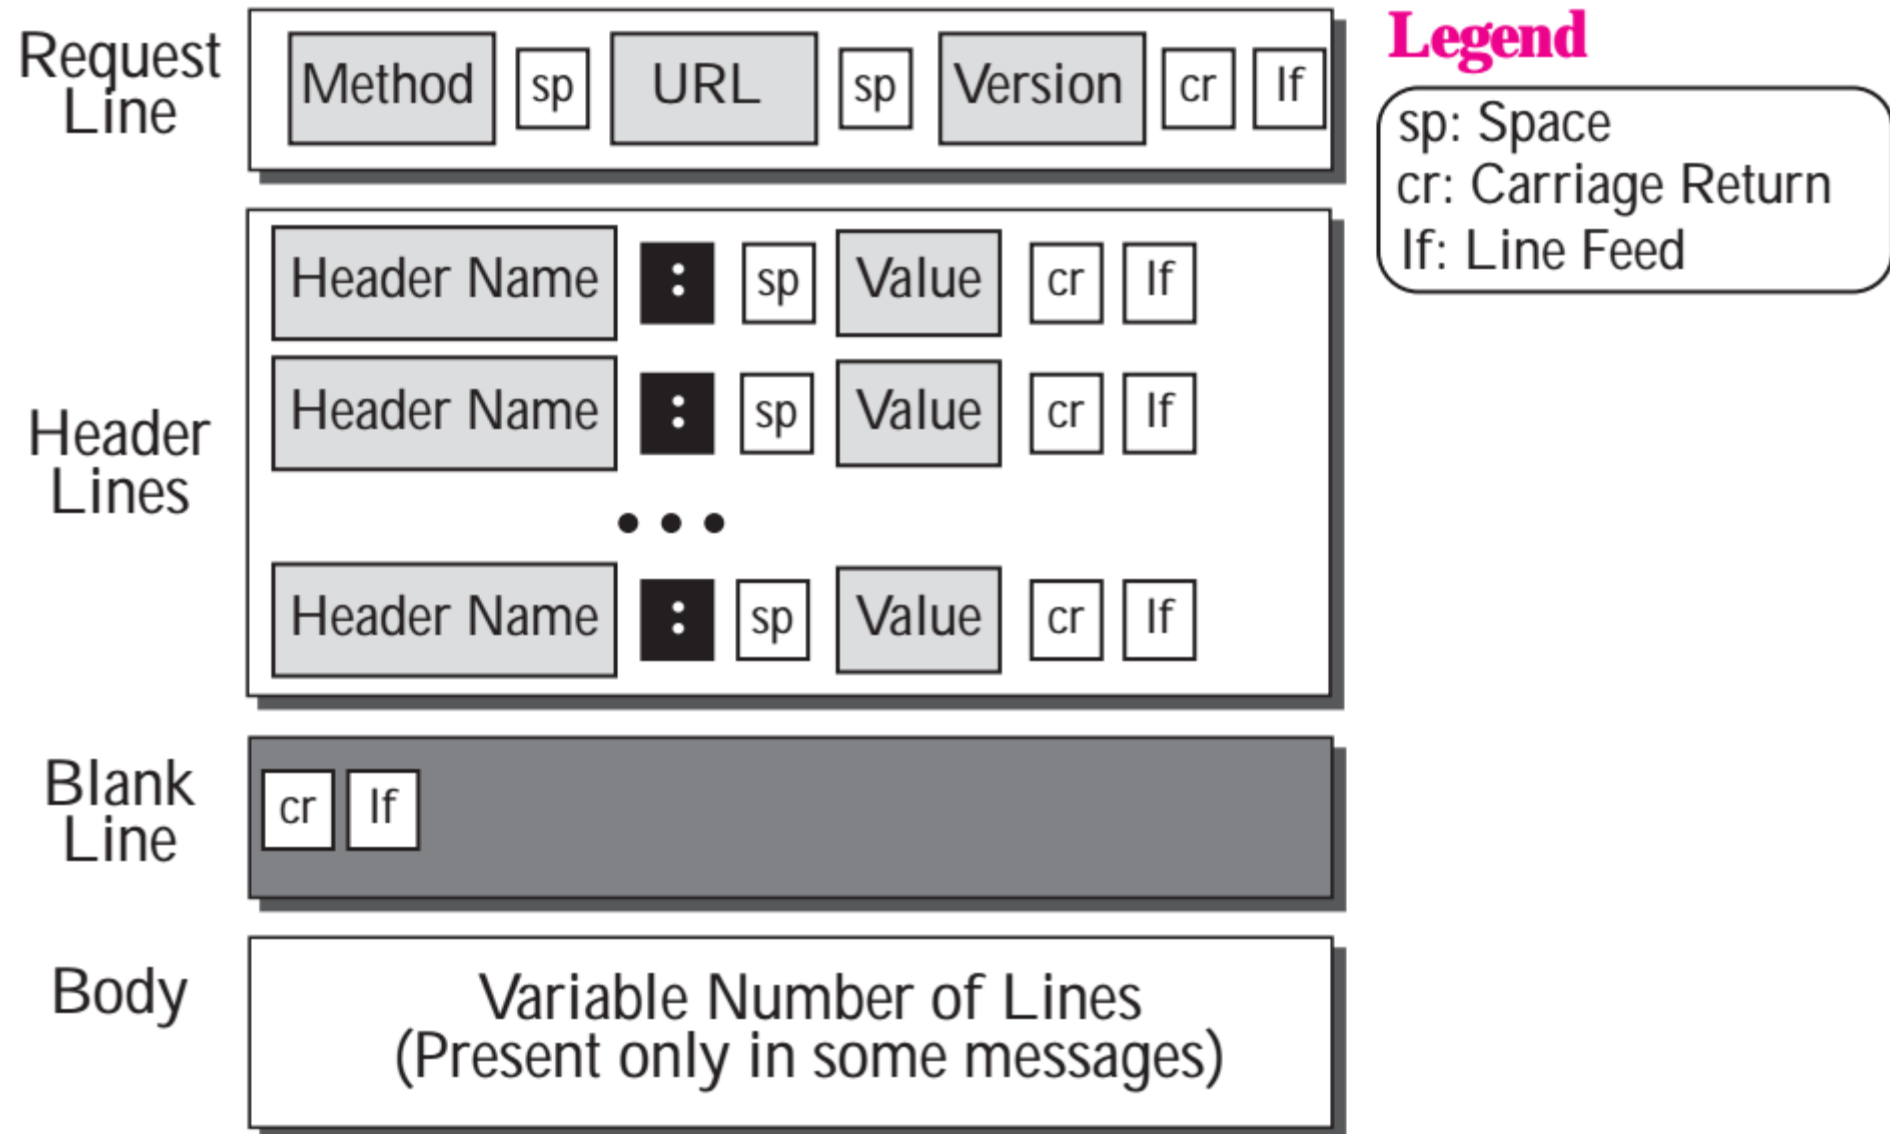 Request
Line
Method sp URL sp Version cr lf
Legend
sp: Space
cr: Carriage Return
lf: Line Feed
Header
Lines
Header Name : sp Value cr lf
Header Name : sp Value cr lf
• • •
Header Name : sp Value cr lf
Blank
Line
cr lf
Body
Variable Number of Lines
(Present only in some messages)